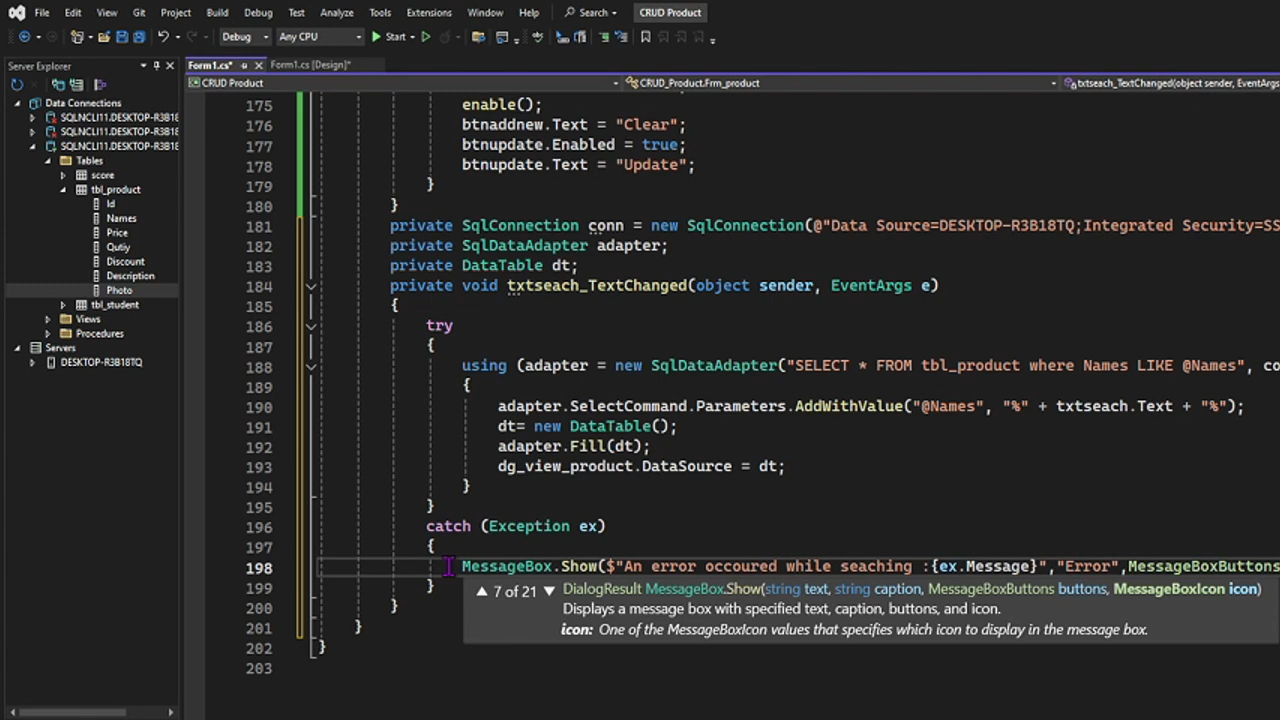 File Edit View Git Project Build Debug Test Analyze Tools Extensions Window Help Search CRUD Product
Debug Any CPU Start
Server Explorer
Form1.cs* Form1.cs [Design]*
CRUD Product CRUD_Product.Frm_product txtseach_TextChanged(object sender, EventArgs
Data Connections
SQLNCLI11.DESKTOP-R3B18
SQLNCLI11.DESKTOP-R3B18
SQLNCLI11.DESKTOP-R3B18
Tables
score
tbl_product
Id
Names
Price
Qutiy
Discount
Description
Photo
tbl_student
Views
Procedures
Servers
DESKTOP-R3B18TQ
175 enable();
176 btnaddnew.Text = "Clear";
177 btnupdate.Enabled = true;
178 btnupdate.Text = "Update";
179 }
180 }
181 private SqlConnection conn = new SqlConnection(@"Data Source=DESKTOP-R3B18TQ;Integrated Security=SS
182 private SqlDataAdapter adapter;
183 private DataTable dt;
184 private void txtseach_TextChanged(object sender, EventArgs e)
185 {
186 try
187 {
188 using (adapter = new SqlDataAdapter("SELECT * FROM tbl_product where Names LIKE @Names", co
189 {
190 adapter.SelectCommand.Parameters.AddWithValue("@Names", "%" + txtseach.Text + "%");
191 dt= new DataTable();
192 adapter.Fill(dt);
193 dg_view_product.DataSource = dt;
194 }
195 }
196 catch (Exception ex)
197 {
198 MessageBox.Show($"An error occoured while seaching :{ex.Message}","Error",MessageBoxButtons
199 }
200 }
201 }
202 }
203
7 of 21 DialogResult MessageBox.Show(string text, string caption, MessageBoxButtons buttons, MessageBoxIcon icon)
Displays a message box with specified text, caption, buttons, and icon.
icon: One of the MessageBoxIcon values that specifies which icon to display in the message box.